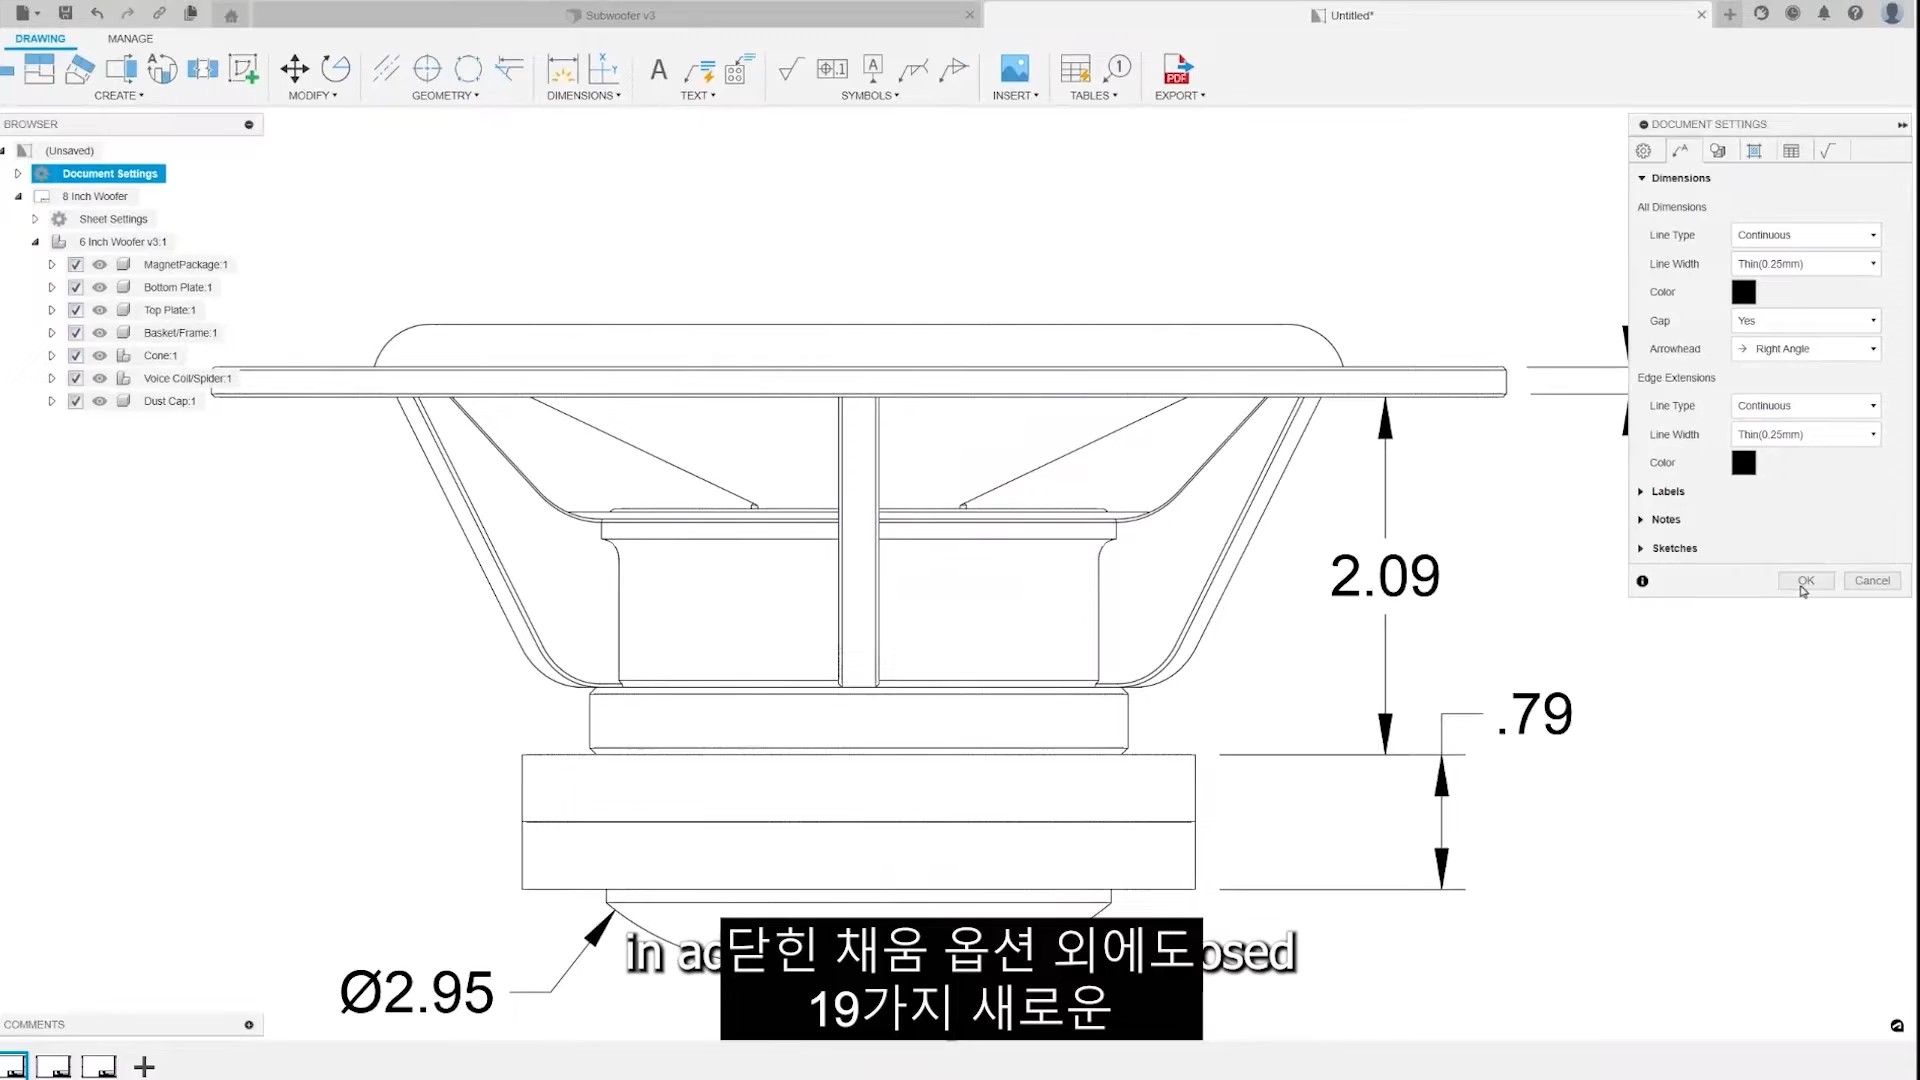 Subwoofer v3
Untitled*
DRAWING
MANAGE
CREATE
MODIFY
GEOMETRY
DIMENSIONS
TEXT
SYMBOLS
INSERT
TABLES
EXPORT
BROWSER
(Unsaved)
Document Settings
8 Inch Woofer
Sheet Settings
6 Inch Woofer v3:1
MagnetPackage:1
Bottom Plate:1
Top Plate:1
Basket/Frame:1
Cone:1
Voice Coil/Spider:1
Dust Cap:1
DOCUMENT SETTINGS
Dimensions
All Dimensions
Line Type Continuous
Line Width Thin(0.25mm)
Color
Gap Yes
Arrowhead Right Angle
Edge Extensions
Line Type Continuous
Line Width Thin(0.25mm)
Color
Labels
Notes
Sketches
OK Cancel
2.09
.79
Ø2.95
in
닫힌 채움 옵션 외에도
19가지 새로운
COMMENTS